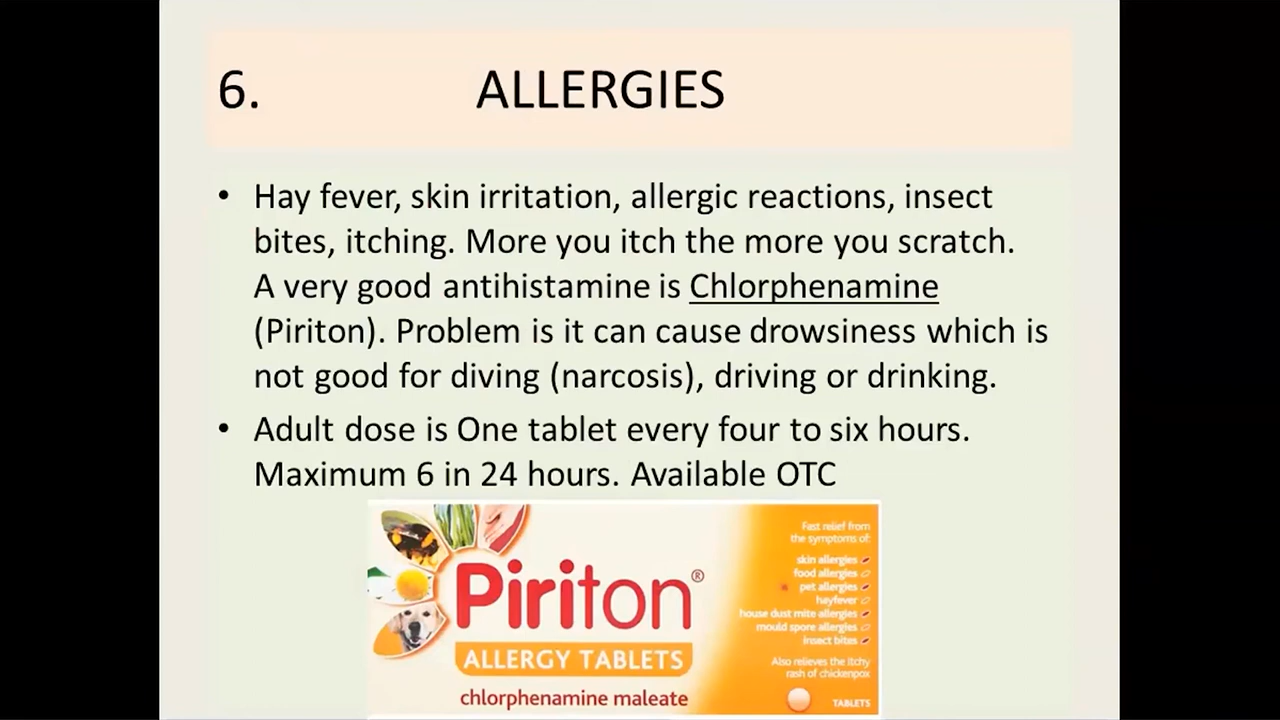 6. ALLERGIES
• Hay fever, skin irritation, allergic reactions, insect
bites, itching. More you itch the more you scratch.
A very good antihistamine is Chlorphenamine
(Piriton). Problem is it can cause drowsiness which is
not good for diving (narcosis), driving or drinking.
• Adult dose is One tablet every four to six hours.
Maximum 6 in 24 hours. Available OTC
Piriton®
ALLERGY TABLETS
chlorphenamine maleate
Fast relief from
the symptoms of:
skin allergies
food allergies
pet allergies
hayfever
house dust mite allergies
mould spore allergies
insect bites
Also relieves the itchy
rash of chickenpox
TABLETS